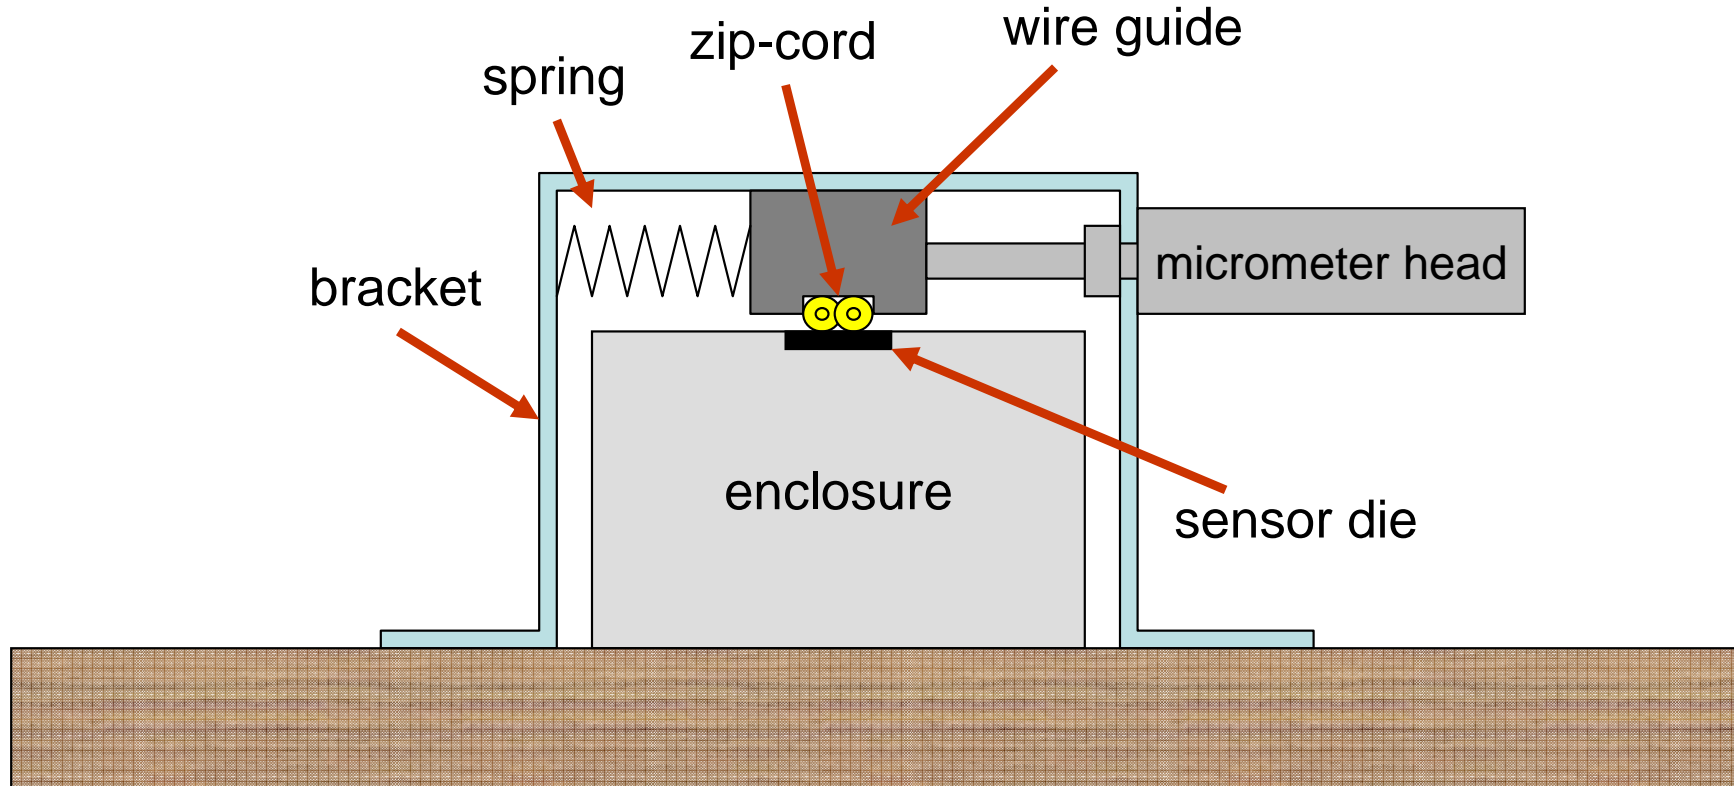 wire guide
zip-cord
spring
micrometer head
bracket
enclosure
sensor die